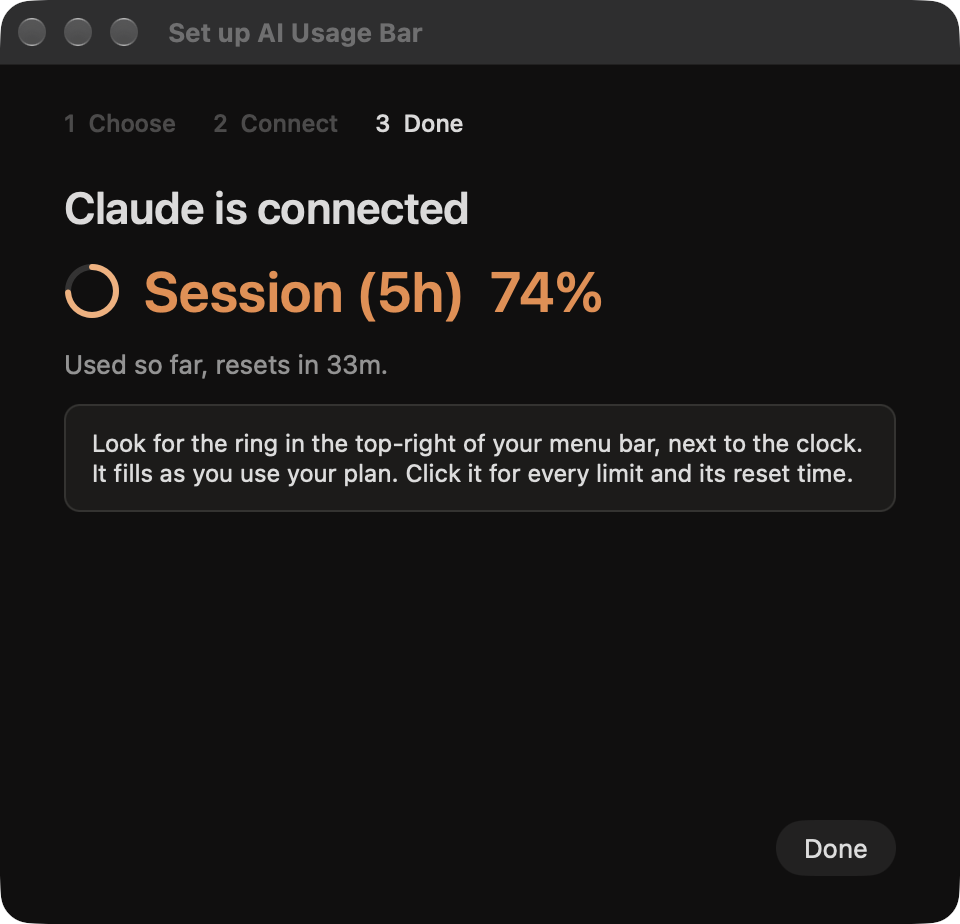 Set up AI Usage Bar
1 Choose 2 Connect 3 Done
Claude is connected
Session (5h) 74%
Used so far, resets in 33m.
Look for the ring in the top-right of your menu bar, next to the clock.
It fills as you use your plan. Click it for every limit and its reset time.
Done